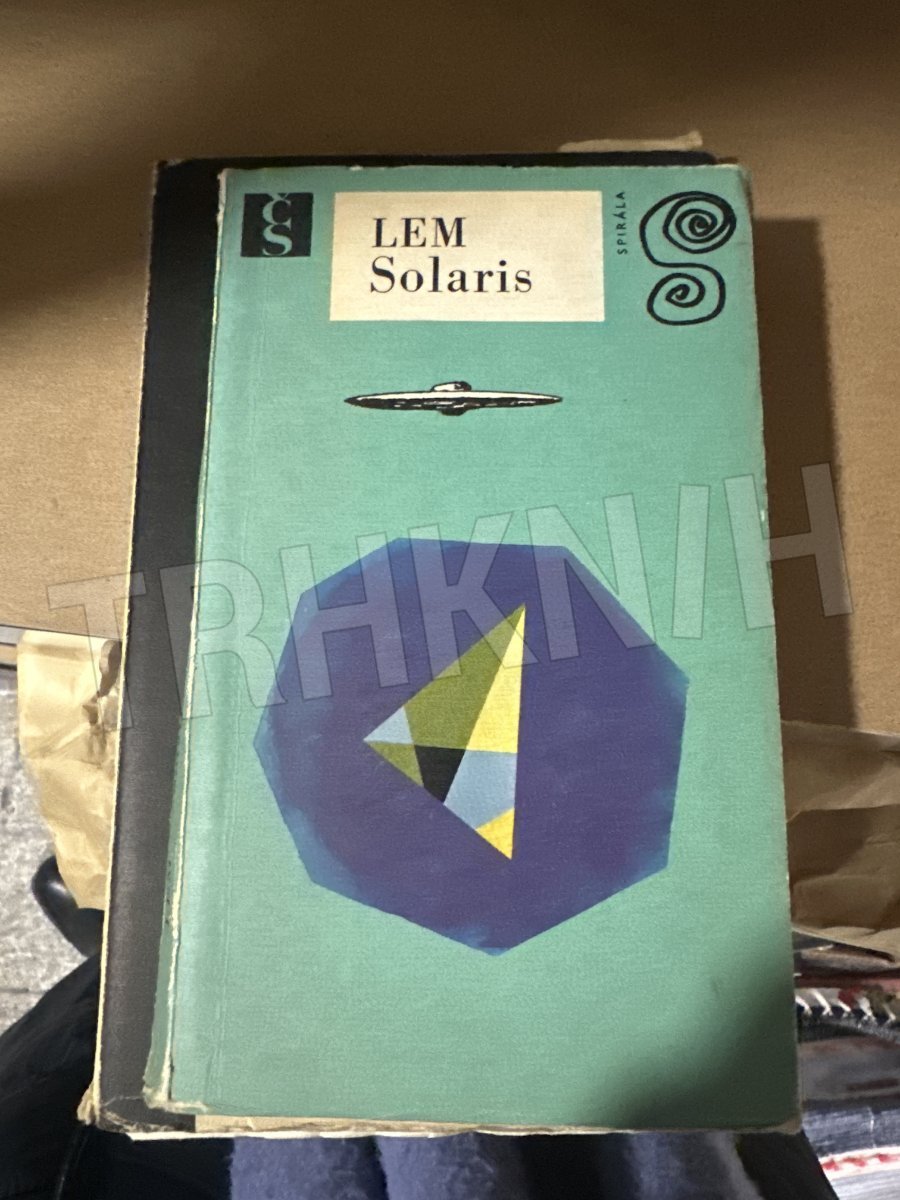 ČS
LEM
Solaris
SPIRÁLA
TRHKNIH